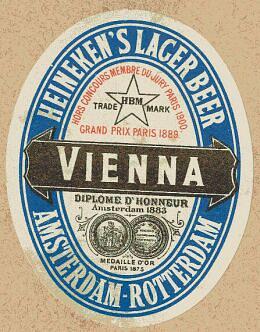 HEINEKEN'S LAGER BEER
HORS CONCOURS MEMBRE DU JURY PARIS 1900.
TRADE HBM MARK
GRAND PRIX PARIS 1889.
VIENNA
DIPLOME D'HONNEUR
Amsterdam 1883
MEDAILLE D'OR
PARIS 1875
AMSTERDAM-ROTTERDAM